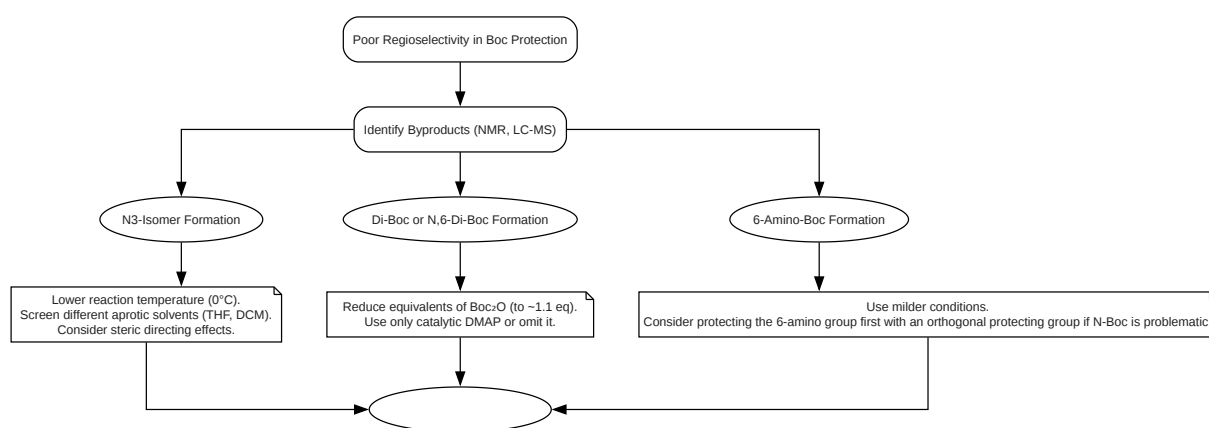 Poor Regioselectivity in Boc Protection
Identify Byproducts (NMR, LC-MS)
N3-Isomer Formation
Di-Boc or N,6-Di-Boc Formation
6-Amino-Boc Formation
Lower reaction temperature (0°C).
Screen different aprotic solvents (THF, DCM).
Consider steric directing effects.
Reduce equivalents of Boc₂O (to ~1.1 eq).
Use only catalytic DMAP or omit it.
Use milder conditions.
Consider protecting the 6-amino group first with an orthogonal protecting group if N-Boc is problematic